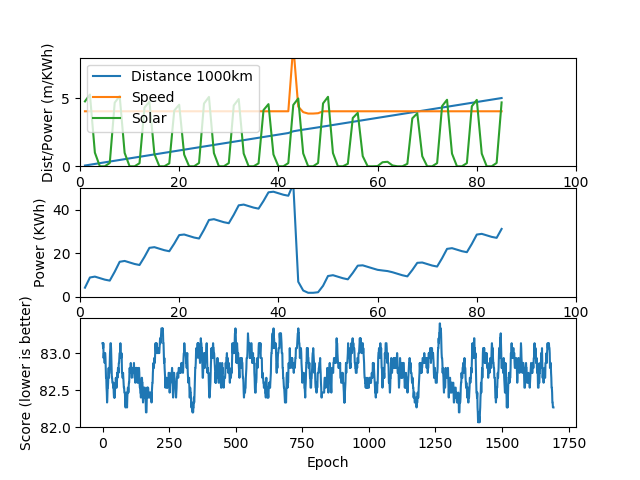 Dist/Power (m/KWh)
Distance 1000km
Speed
Solar
5
0
0 20 40 60 80 100
Power (KWh)
40
20
0
0 20 40 60 80 100
Score (lower is better)
83.0
82.5
82.0
0 250 500 750 1000 1250 1500 1750
Epoch